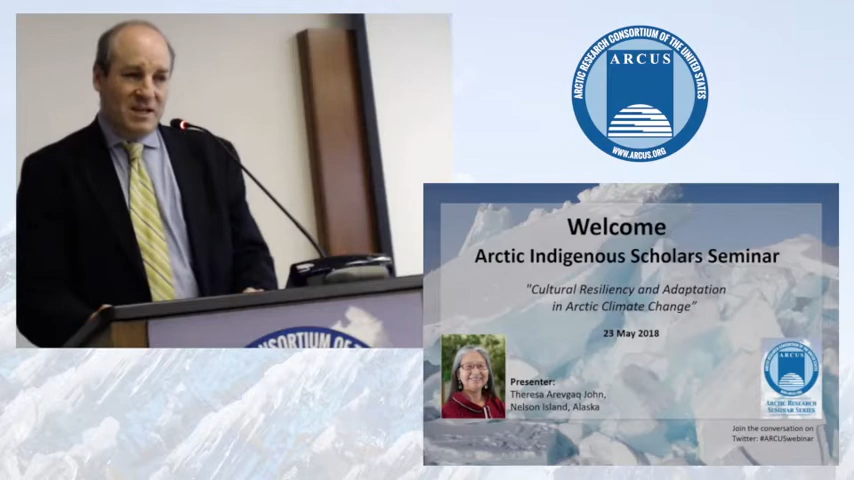 ARCTIC RESEARCH CONSORTIUM OF THE UNITED STATES
ARCUS
WWW.ARCUS.ORG
Welcome
Arctic Indigenous Scholars Seminar
"Cultural Resiliency and Adaptation
in Arctic Climate Change"
23 May 2018
Presenter:
Theresa Arevgaq John,
Nelson Island, Alaska
ARCUS
ARCTIC RESEARCH
SEMINAR SERIES
Join the conversation on
Twitter: #ARCUSwebinar
SORTIUM OF